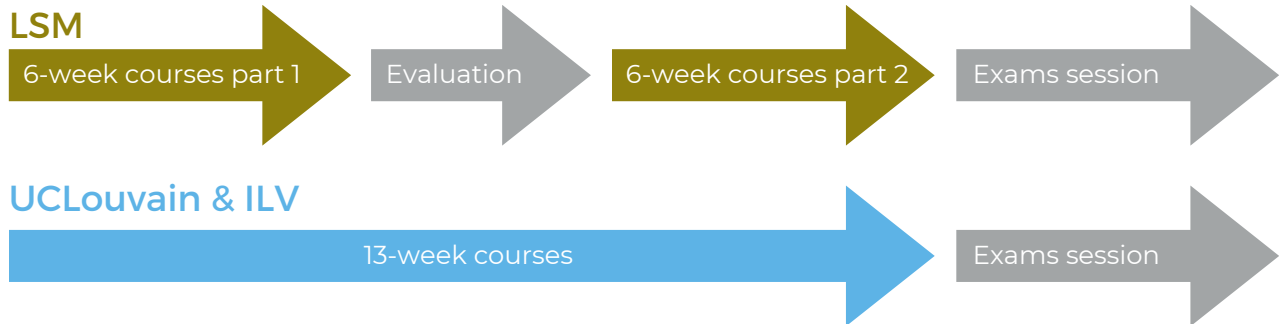 LSM
6-week courses part 1
Evaluation
6-week courses part 2
Exams session
UCLouvain & ILV
13-week courses
Exams session